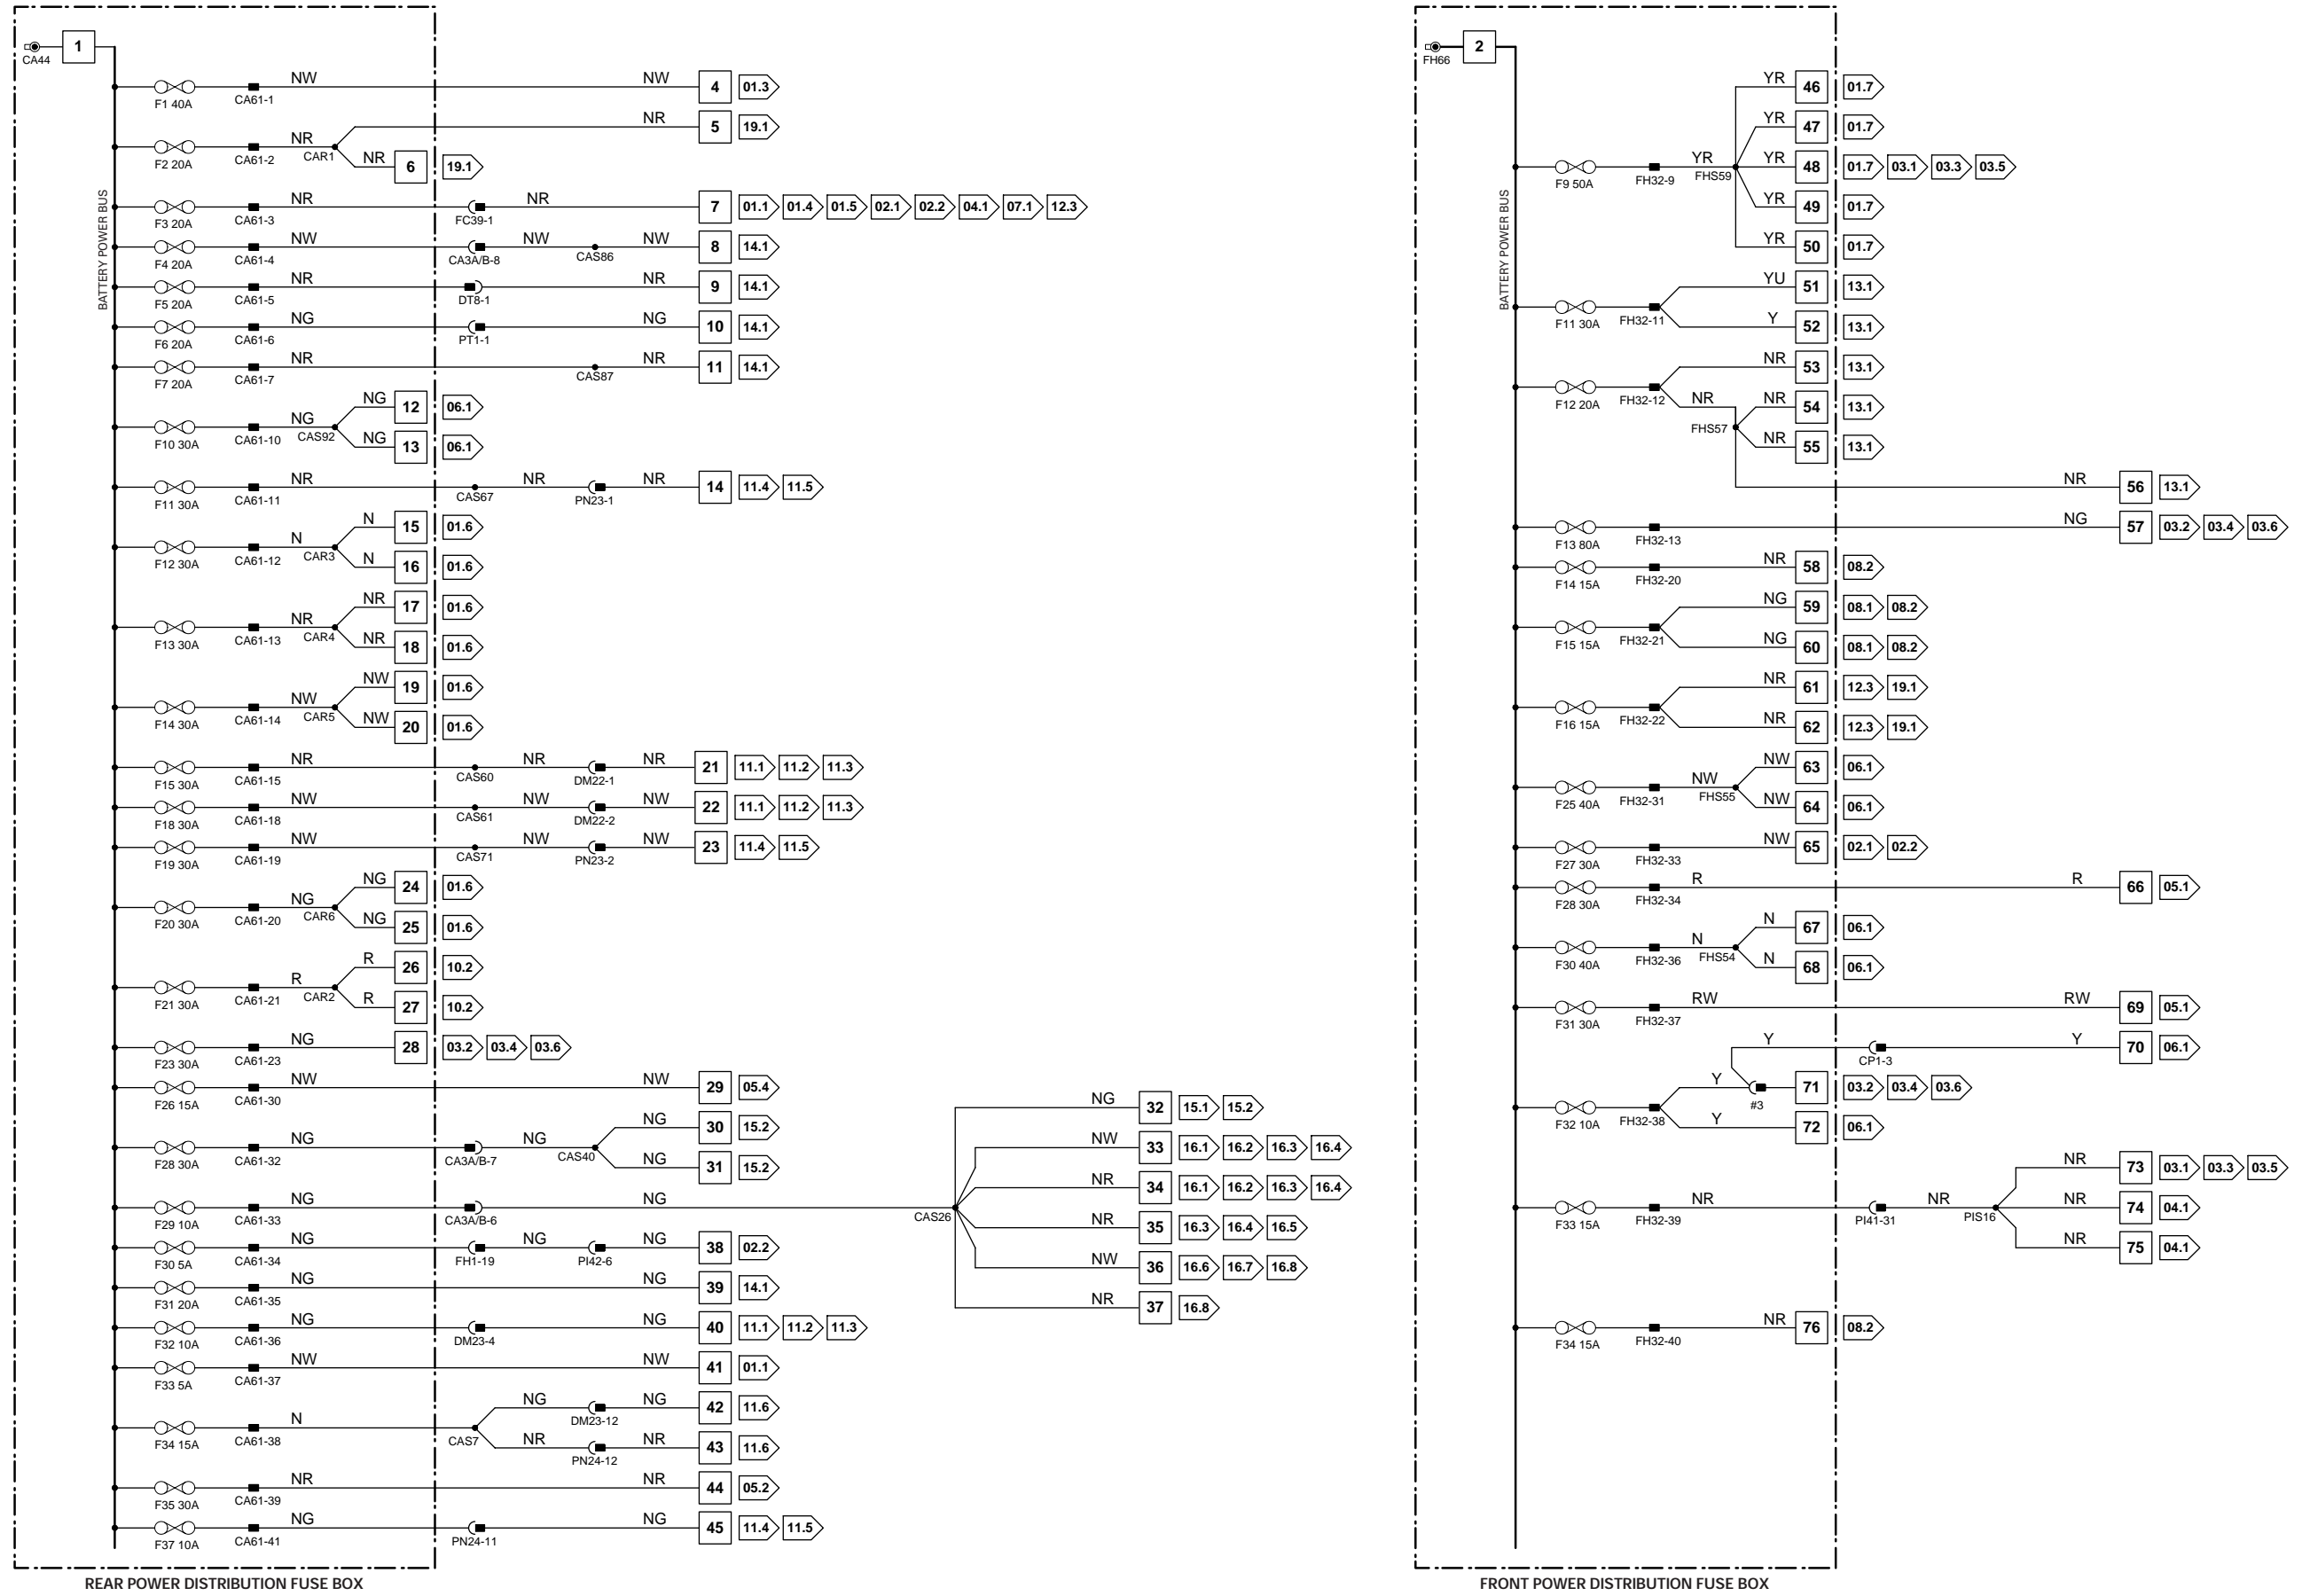 1
CA44
BATTERY POWER BUS
F1 40A CA61-1 NW NW 4 01.3
NR 5 19.1
F2 20A CA61-2 NR CAR1
NR 6 19.1
F3 20A CA61-3 NR FC39-1 NR 7 01.1 01.4 01.5 02.1 02.2 04.1 07.1 12.3
F4 20A CA61-4 NW CA3A/B-8 NW CAS86 NW 8 14.1
F5 20A CA61-5 NR DT8-1 NR 9 14.1
F6 20A CA61-6 NG PT1-1 NG 10 14.1
F7 20A CA61-7 NR CAS87 NR 11 14.1
NG 12 06.1
F10 30A CA61-10 NG CAS92
NG 13 06.1
F11 30A CA61-11 NR CAS67 NR PN23-1 NR 14 11.4 11.5
N 15 01.6
F12 30A CA61-12 N CAR3
N 16 01.6
NR 17 01.6
F13 30A CA61-13 NR CAR4
NR 18 01.6
NW 19 01.6
F14 30A CA61-14 NW CAR5
NW 20 01.6
F15 30A CA61-15 NR CAS60 NR DM22-1 NR 21 11.1 11.2 11.3
F18 30A CA61-18 NW CAS61 NW DM22-2 NW 22 11.1 11.2 11.3
F19 30A CA61-19 NW CAS71 NW PN23-2 NW 23 11.4 11.5
NG 24 01.6
F20 30A CA61-20 NG CAR6
NG 25 01.6
R 26 10.2
F21 30A CA61-21 R CAR2
R 27 10.2
F23 30A CA61-23 NG 28 03.2 03.4 03.6
F26 15A CA61-30 NW NW 29 05.4
NG 30 15.2
F28 30A CA61-32 NG CA3A/B-7 NG CAS40
NG 31 15.2
F29 10A CA61-33 NG CA3A/B-6 NG CAS26
NG 32 15.1 15.2
NW 33 16.1 16.2 16.3 16.4
NR 34 16.1 16.2 16.3 16.4
NR 35 16.3 16.4 16.5
NW 36 16.6 16.7 16.8
NR 37 16.8
F30 5A CA61-34 NG FH1-19 NG PI42-6 NG 38 02.2
F31 20A CA61-35 NG NG 39 14.1
F32 10A CA61-36 NG DM23-4 NG 40 11.1 11.2 11.3
F33 5A CA61-37 NW NW 41 01.1
NG DM23-12 NG 42 11.6
F34 15A CA61-38 N CAS7
NR PN24-12 NR 43 11.6
F35 30A CA61-39 NR NR 44 05.2
F37 10A CA61-41 NG PN24-11 NG 45 11.4 11.5
REAR POWER DISTRIBUTION FUSE BOX
2
FH66
BATTERY POWER BUS
YR 46 01.7
YR 47 01.7
F9 50A FH32-9 YR FHS59 YR 48 01.7 03.1 03.3 03.5
YR 49 01.7
YR 50 01.7
YU 51 13.1
F11 30A FH32-11
Y 52 13.1
NR 53 13.1
F12 20A FH32-12
NR FHS57 NR 54 13.1
NR 55 13.1
NR 56 13.1
F13 80A FH32-13 NG 57 03.2 03.4 03.6
F14 15A FH32-20 NR 58 08.2
NG 59 08.1 08.2
F15 15A FH32-21
NG 60 08.1 08.2
NR 61 12.3 19.1
F16 15A FH32-22
NR 62 12.3 19.1
NW 63 06.1
F25 40A FH32-31 NW FHS55
NW 64 06.1
F27 30A FH32-33 NW 65 02.1 02.2
F28 30A FH32-34 R R 66 05.1
N 67 06.1
F30 40A FH32-36 N FHS54
N 68 06.1
F31 30A FH32-37 RW RW 69 05.1
Y CP1-3 Y 70 06.1
Y #3 71 03.2 03.4 03.6
F32 10A FH32-38
Y 72 06.1
NR 73 03.1 03.3 03.5
F33 15A FH32-39 NR PI41-31 NR PIS16 NR 74 04.1
NR 75 04.1
F34 15A FH32-40 NR 76 08.2
FRONT POWER DISTRIBUTION FUSE BOX